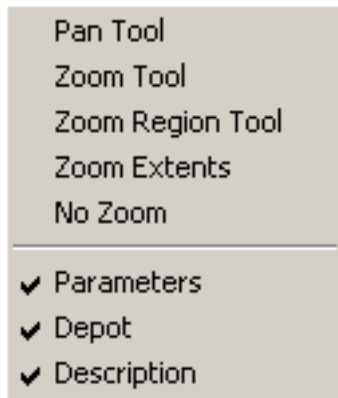 Pan Tool
Zoom Tool
Zoom Region Tool
Zoom Extents
No Zoom
Parameters
Depot
Description